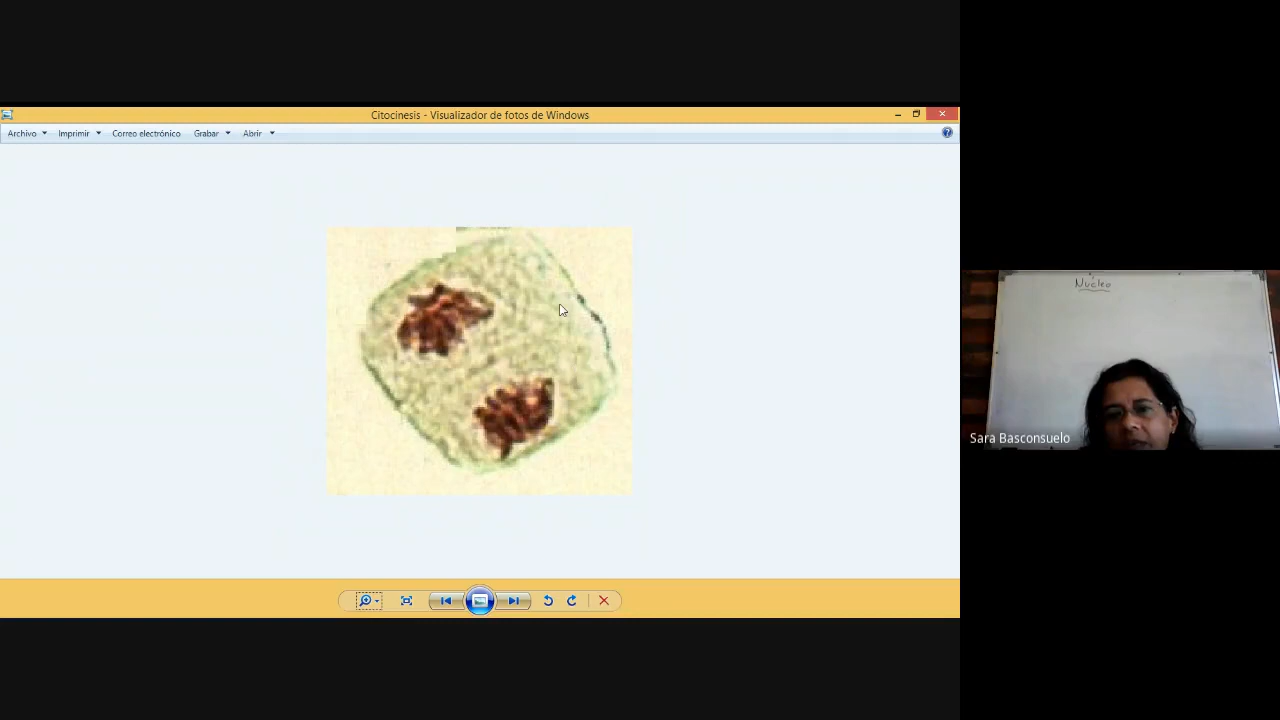 Citocinesis - Visualizador de fotos de Windows
Archivo Imprimir Correo electrónico Grabar Abrir
Núcleo
Sara Basconsuelo